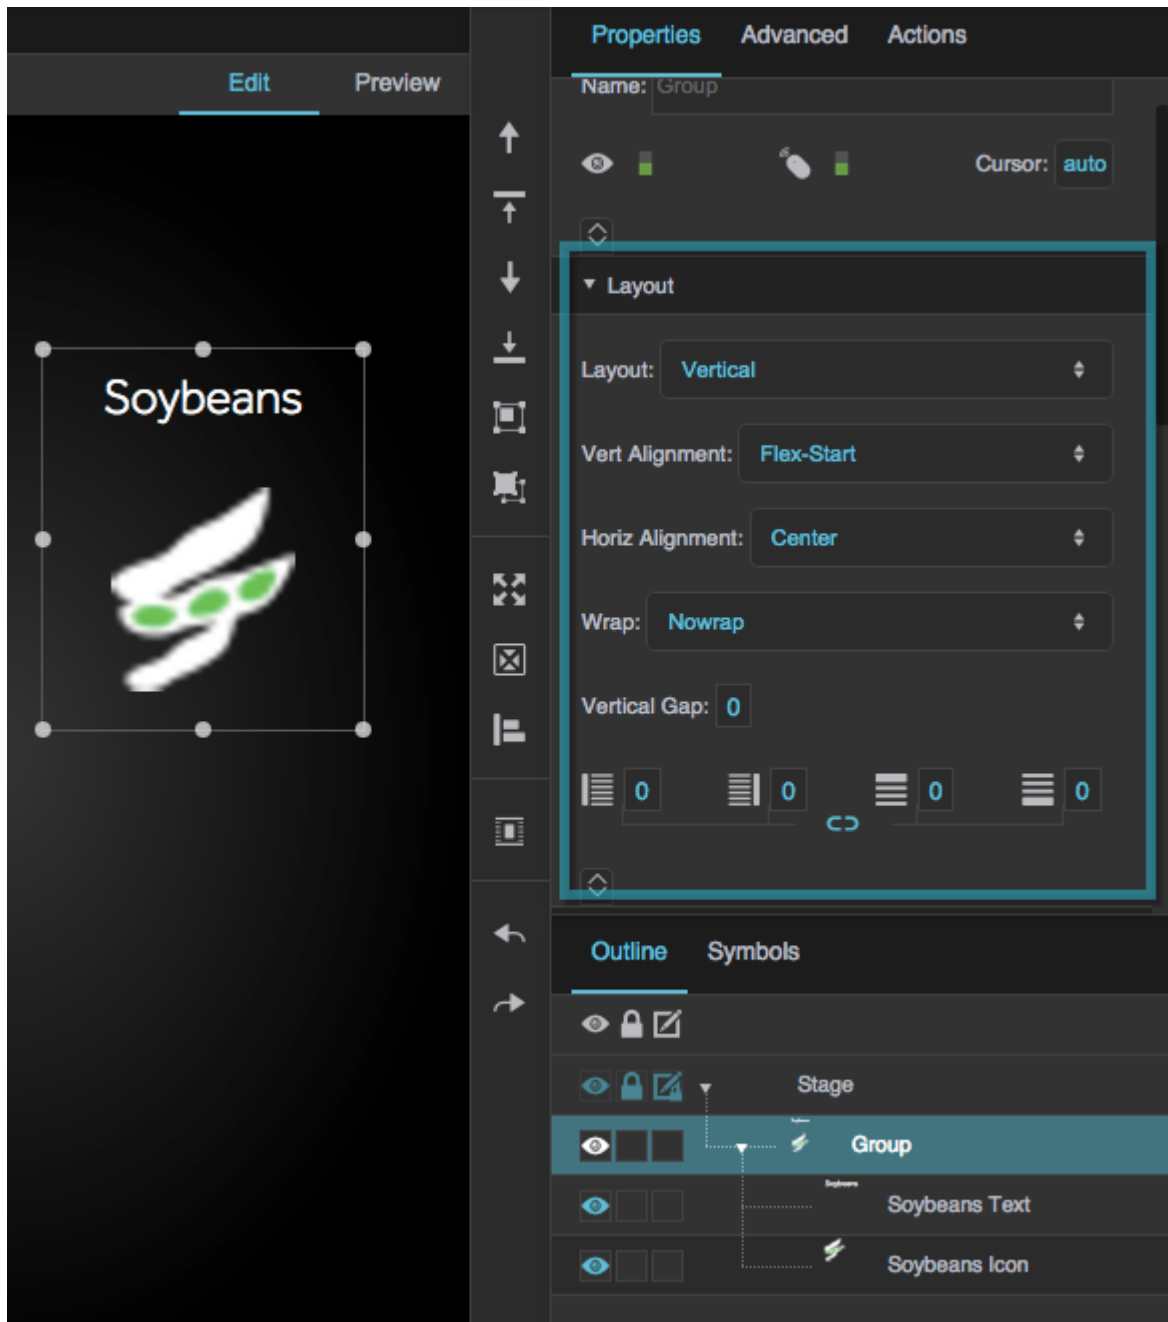 Edit Preview
Soybeans
Properties Advanced Actions
Name: Group
Cursor: auto
Layout
Layout: Vertical
Vert Alignment: Flex-Start
Horiz Alignment: Center
Wrap: Nowrap
Vertical Gap: 0
0 0 0 0
Outline Symbols
Stage
Group
Soybeans Text
Soybeans Icon